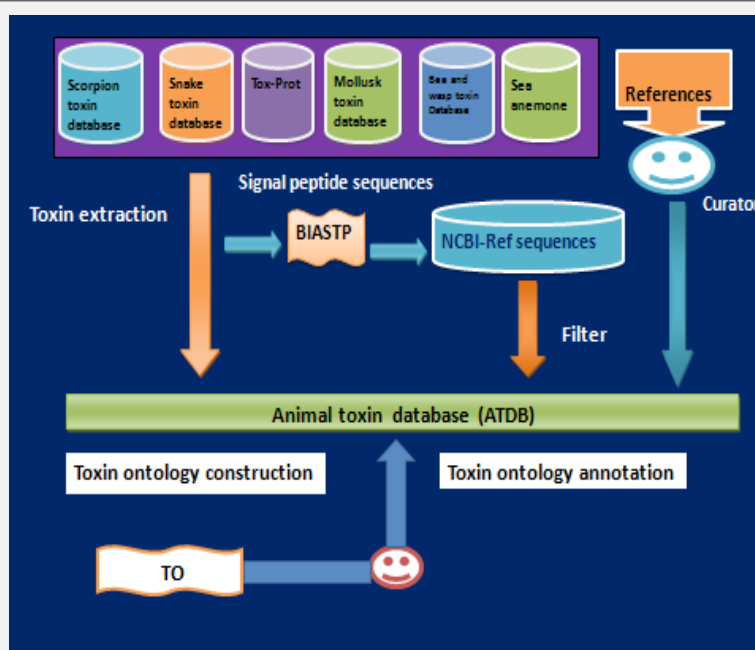 Scorpion
toxin
database
Snake
toxin
database
Tox-Prot
Mollusk
toxin
database
Bee and
wasp toxin
Database
Sea
anemone
References
Signal peptide sequences
Toxin extraction
Curator
BIASTP
NCBI-Ref sequences
Filter
Animal toxin database (ATDB)
Toxin ontology construction
Toxin ontology annotation
TO